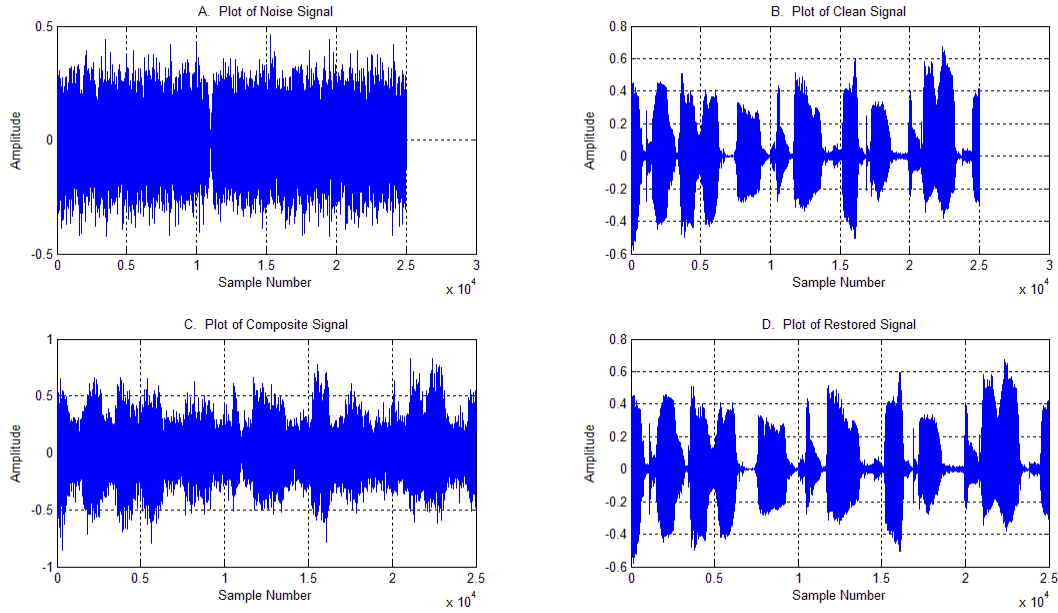 A.  Plot of Noise Signal
0.5
0
-0.5
Amplitude
0 0.5 1 1.5 2 2.5 3
Sample Number
x 10^4
B.  Plot of Clean Signal
0.8
0.6
0.4
0.2
0
-0.2
-0.4
-0.6
Amplitude
0 0.5 1 1.5 2 2.5 3
Sample Number
x 10^4
C.  Plot of Composite Signal
1
0.5
0
-0.5
-1
Amplitude
0 0.5 1 1.5 2 2.5
Sample Number
x 10^4
D.  Plot of Restored Signal
0.8
0.6
0.4
0.2
0
-0.2
-0.4
-0.6
Amplitude
0 0.5 1 1.5 2 2.5
Sample Number
x 10^4